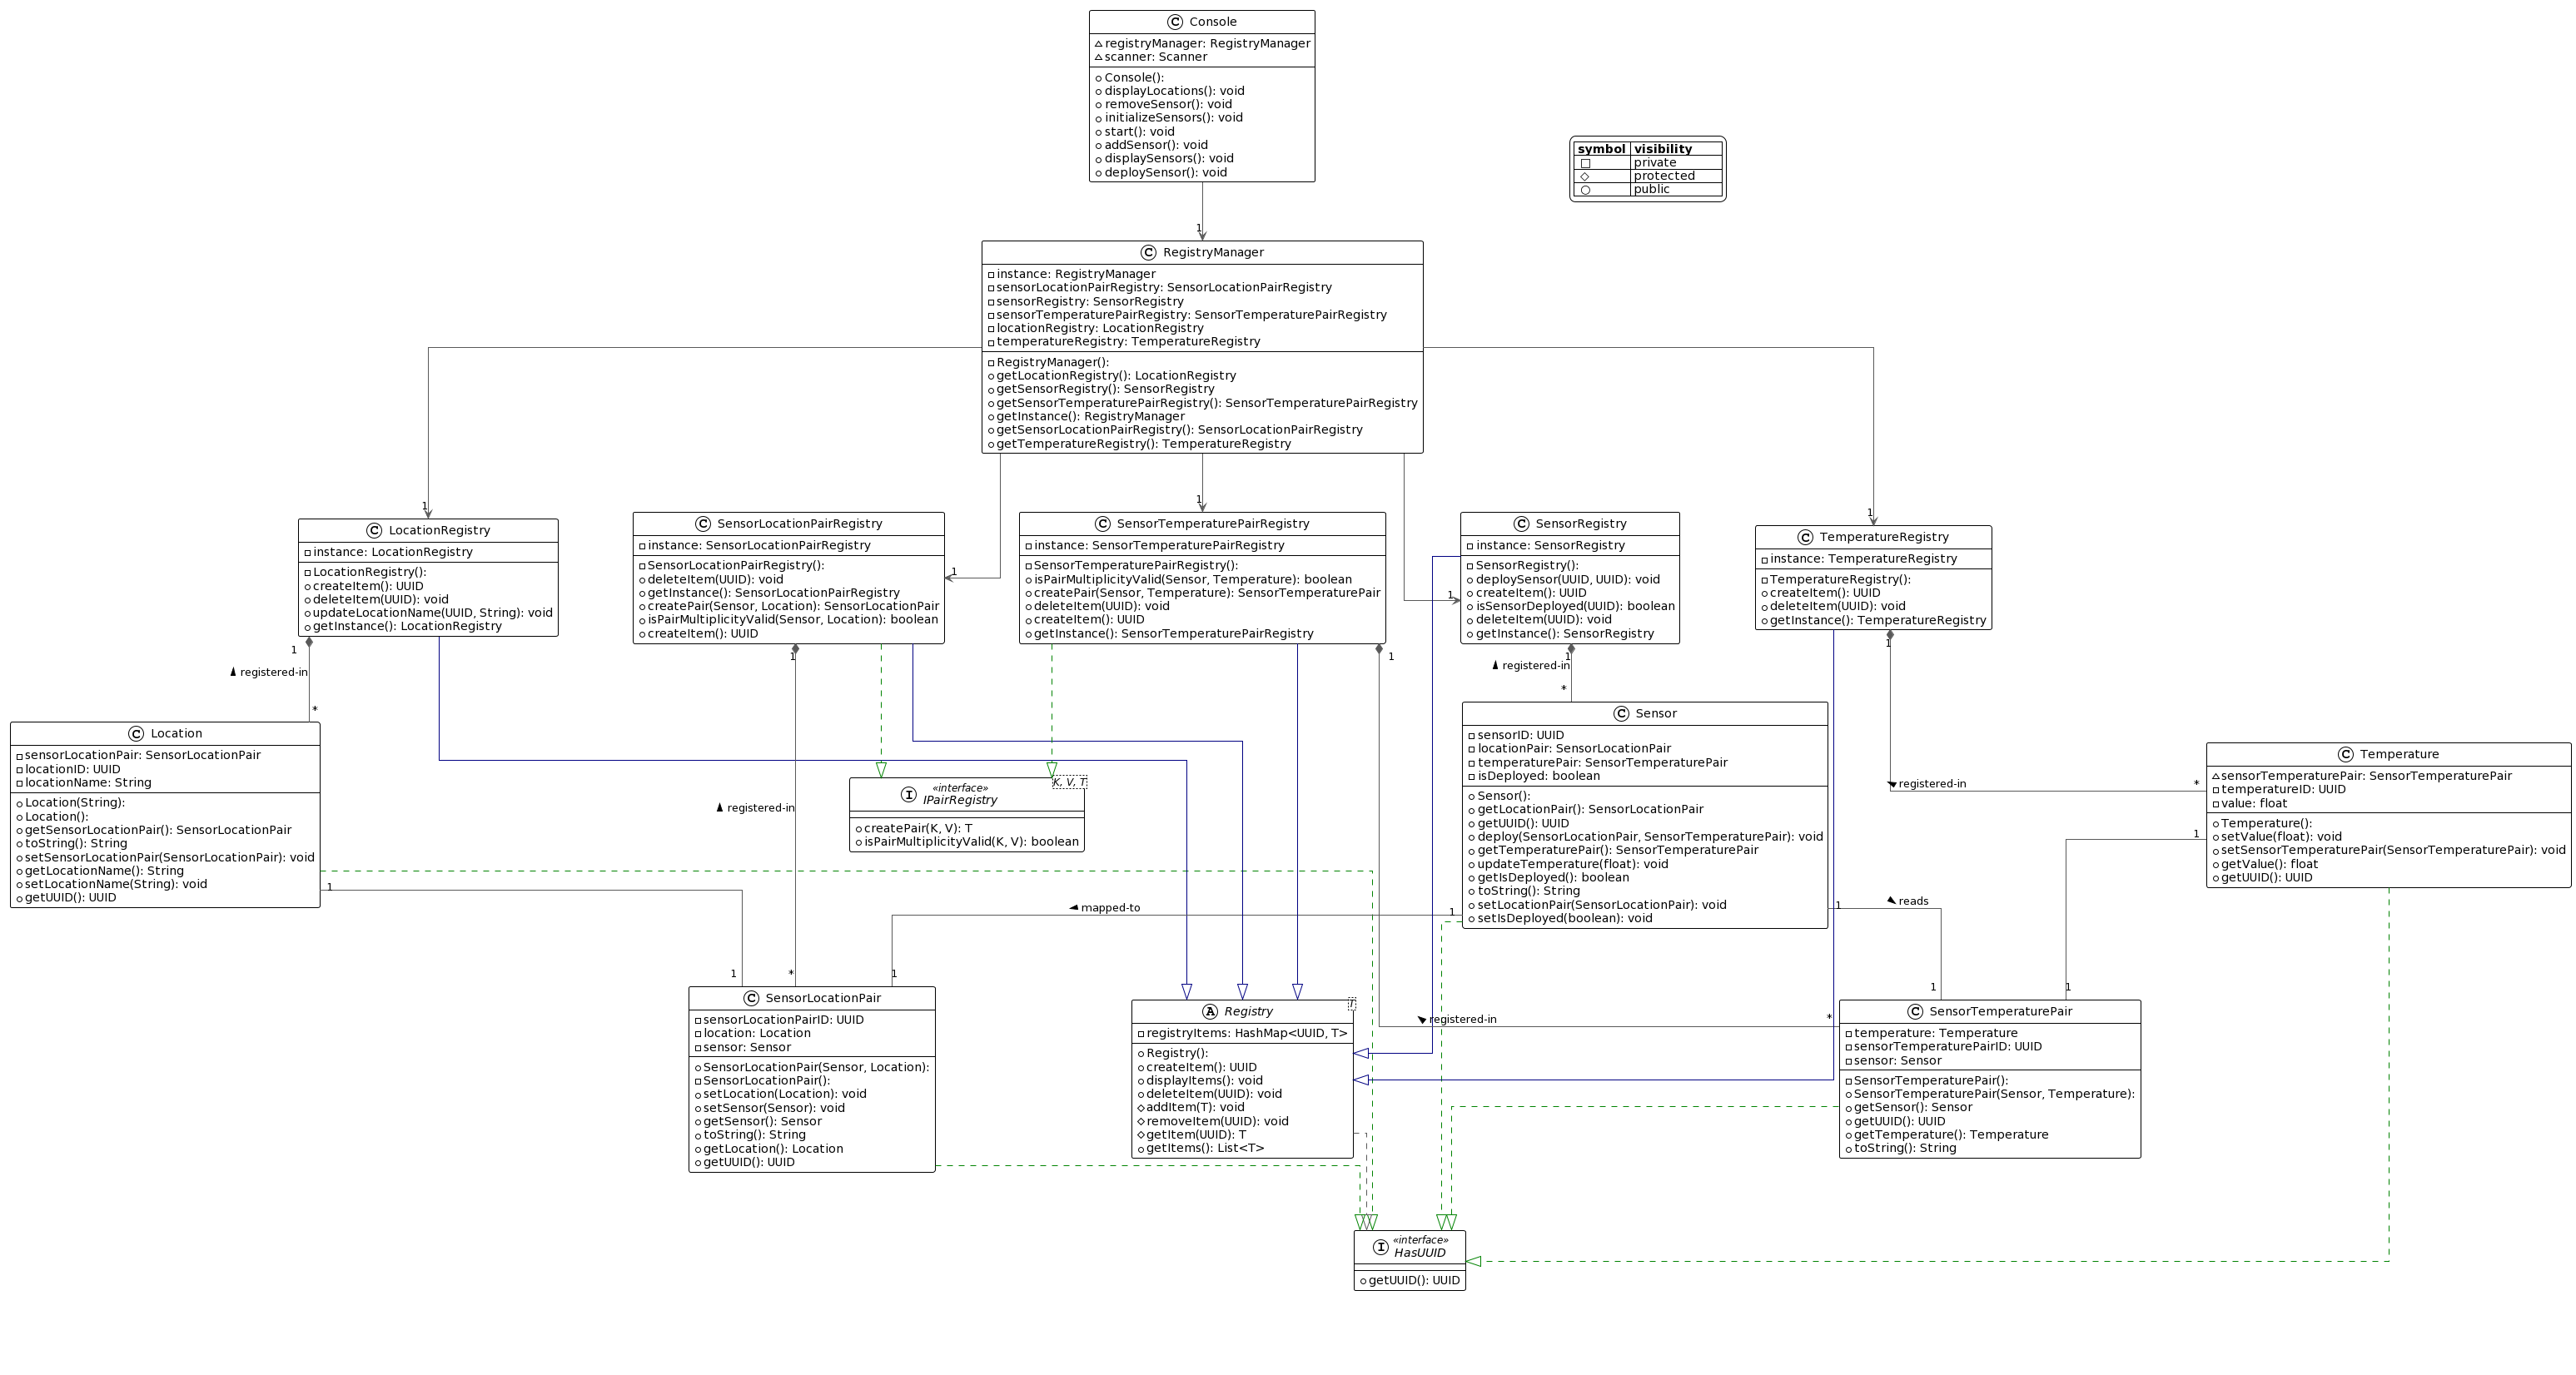 Console
registryManager: RegistryManager
scanner: Scanner
Console():
displayLocations(): void
removeSensor(): void
initializeSensors(): void
start(): void
addSensor(): void
displaySensors(): void
deploySensor(): void
symbol visibility
private
protected
public
1
RegistryManager
instance: RegistryManager
sensorLocationPairRegistry: SensorLocationPairRegistry
sensorRegistry: SensorRegistry
sensorTemperaturePairRegistry: SensorTemperaturePairRegistry
locationRegistry: LocationRegistry
temperatureRegistry: TemperatureRegistry
RegistryManager():
getLocationRegistry(): LocationRegistry
getSensorRegistry(): SensorRegistry
getSensorTemperaturePairRegistry(): SensorTemperaturePairRegistry
getInstance(): RegistryManager
getSensorLocationPairRegistry(): SensorLocationPairRegistry
getTemperatureRegistry(): TemperatureRegistry
1
1
1
1
1
LocationRegistry
instance: LocationRegistry
LocationRegistry():
createItem(): UUID
deleteItem(UUID): void
updateLocationName(UUID, String): void
getInstance(): LocationRegistry
SensorLocationPairRegistry
instance: SensorLocationPairRegistry
SensorLocationPairRegistry():
deleteItem(UUID): void
getInstance(): SensorLocationPairRegistry
createPair(Sensor, Location): SensorLocationPair
isPairMultiplicityValid(Sensor, Location): boolean
createItem(): UUID
SensorTemperaturePairRegistry
instance: SensorTemperaturePairRegistry
SensorTemperaturePairRegistry():
isPairMultiplicityValid(Sensor, Temperature): boolean
createPair(Sensor, Temperature): SensorTemperaturePair
deleteItem(UUID): void
createItem(): UUID
getInstance(): SensorTemperaturePairRegistry
SensorRegistry
instance: SensorRegistry
SensorRegistry():
deploySensor(UUID, UUID): void
createItem(): UUID
isSensorDeployed(UUID): boolean
deleteItem(UUID): void
getInstance(): SensorRegistry
TemperatureRegistry
instance: TemperatureRegistry
TemperatureRegistry():
createItem(): UUID
deleteItem(UUID): void
getInstance(): TemperatureRegistry
1
registered-in
*
1
registered-in
*
1
registered-in
*
1
registered-in
*
1
registered-in
*
Location
sensorLocationPair: SensorLocationPair
locationID: UUID
locationName: String
Location(String):
Location():
getSensorLocationPair(): SensorLocationPair
toString(): String
setSensorLocationPair(SensorLocationPair): void
getLocationName(): String
setLocationName(String): void
getUUID(): UUID
«interface»
IPairRegistry
K, V, T
createPair(K, V): T
isPairMultiplicityValid(K, V): boolean
Sensor
sensorID: UUID
locationPair: SensorLocationPair
temperaturePair: SensorTemperaturePair
isDeployed: boolean
Sensor():
getLocationPair(): SensorLocationPair
getUUID(): UUID
deploy(SensorLocationPair, SensorTemperaturePair): void
getTemperaturePair(): SensorTemperaturePair
updateTemperature(float): void
getIsDeployed(): boolean
toString(): String
setLocationPair(SensorLocationPair): void
setIsDeployed(boolean): void
Temperature
sensorTemperaturePair: SensorTemperaturePair
temperatureID: UUID
value: float
Temperature():
setValue(float): void
setSensorTemperaturePair(SensorTemperaturePair): void
getValue(): float
getUUID(): UUID
1
1
mapped-to
1
1
reads
1
1
1
1
SensorLocationPair
sensorLocationPairID: UUID
location: Location
sensor: Sensor
SensorLocationPair(Sensor, Location):
SensorLocationPair():
setLocation(Location): void
setSensor(Sensor): void
getSensor(): Sensor
toString(): String
getLocation(): Location
getUUID(): UUID
Registry
T
registryItems: HashMap<UUID, T>
Registry():
createItem(): UUID
displayItems(): void
deleteItem(UUID): void
addItem(T): void
removeItem(UUID): void
getItem(UUID): T
getItems(): List<T>
SensorTemperaturePair
temperature: Temperature
sensorTemperaturePairID: UUID
sensor: Sensor
SensorTemperaturePair():
SensorTemperaturePair(Sensor, Temperature):
getSensor(): Sensor
getUUID(): UUID
getTemperature(): Temperature
toString(): String
«interface»
HasUUID
getUUID(): UUID